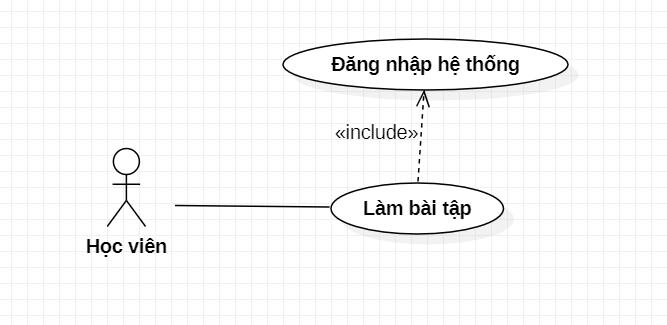 Đăng nhập hệ thống
«include»
Làm bài tập
Học viên